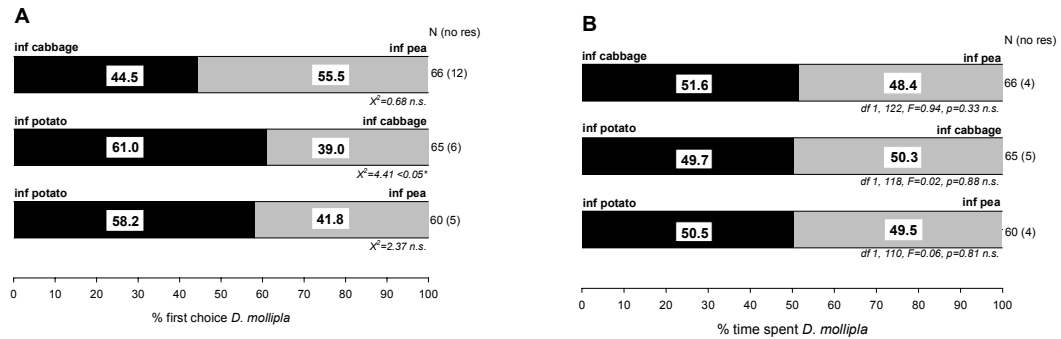 A
N (no res)
inf cabbage inf pea
44.5 55.5 66 (12)
X²=0.68 n.s.
inf potato inf cabbage
61.0 39.0 65 (6)
X²=4.41 <0.05*
inf potato inf pea
58.2 41.8 60 (5)
X²=2.37 n.s.
0 10 20 30 40 50 60 70 80 90 100
% first choice D. mollipla
B
N (no res)
inf cabbage inf pea
51.6 48.4 66 (4)
df 1, 122, F=0.94, p=0.33 n.s.
inf potato inf cabbage
49.7 50.3 65 (5)
df 1, 118, F=0.02, p=0.88 n.s.
inf potato inf pea
50.5 49.5 60 (4)
df 1, 110, F=0.06, p=0.81 n.s.
0 10 20 30 40 50 60 70 80 90 100
% time spent D. mollipla